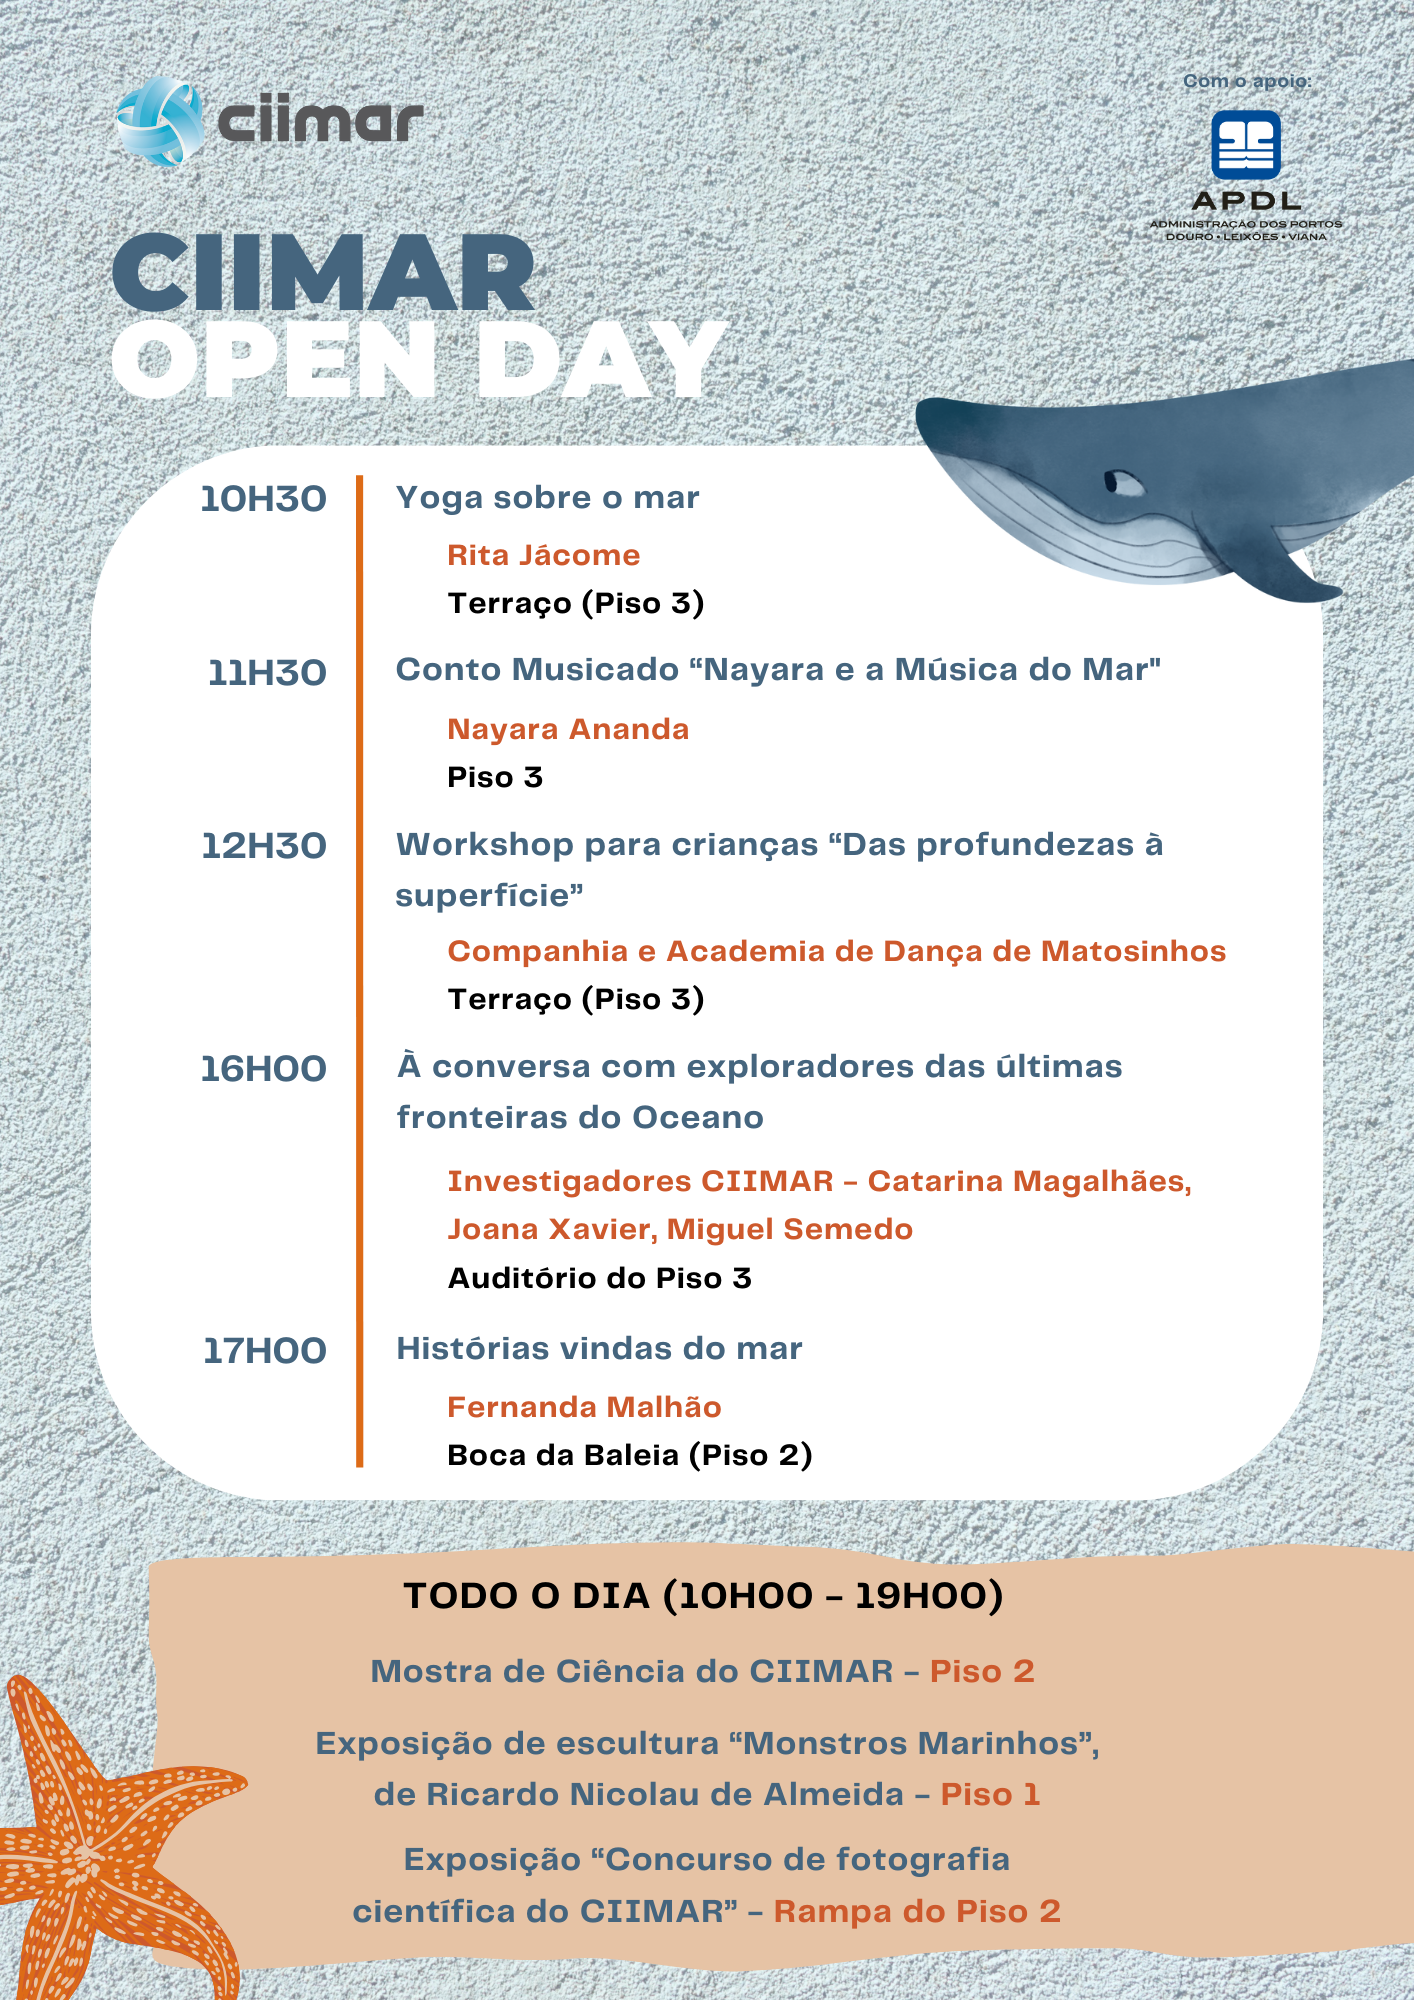 ciimar
Com o apoio:
APDL
ADMINISTRAÇÃO DOS PORTOS
DOURO • LEIXÕES • VIANA
CIIMAR
OPEN DAY
10H30
Yoga sobre o mar
Rita Jácome
Terraço (Piso 3)
11H30
Conto Musicado “Nayara e a Música do Mar"
Nayara Ananda
Piso 3
12H30
Workshop para crianças “Das profundezas à
superfície”
Companhia e Academia de Dança de Matosinhos
Terraço (Piso 3)
16H00
À conversa com exploradores das últimas
fronteiras do Oceano
Investigadores CIIMAR – Catarina Magalhães,
Joana Xavier, Miguel Semedo
Auditório do Piso 3
17H00
Histórias vindas do mar
Fernanda Malhão
Boca da Baleia (Piso 2)
TODO O DIA (10H00 – 19H00)
Mostra de Ciência do CIIMAR – Piso 2
Exposição de escultura “Monstros Marinhos”,
de Ricardo Nicolau de Almeida – Piso 1
Exposição “Concurso de fotografia
científica do CIIMAR” – Rampa do Piso 2